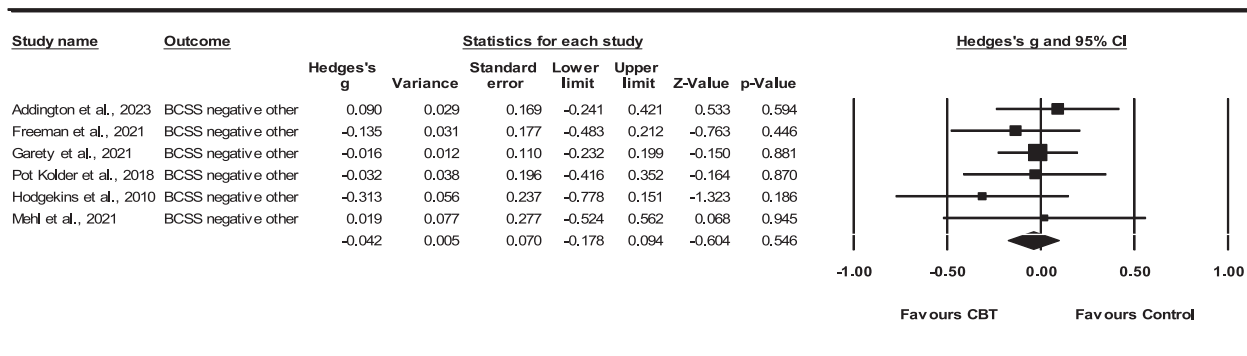 Study name Outcome Statistics for each study Hedges's g and 95% CI
Hedges's g Variance Standard error Lower limit Upper limit Z-Value p-Value
Addington et al., 2023 BCSS negative other 0.090 0.029 0.169 -0.241 0.421 0.533 0.594
Freeman et al., 2021 BCSS negative other -0.135 0.031 0.177 -0.483 0.212 -0.763 0.446
Garety et al., 2021 BCSS negative other -0.016 0.012 0.110 -0.232 0.199 -0.150 0.881
Pot Kolder et al., 2018 BCSS negative other -0.032 0.038 0.196 -0.416 0.352 -0.164 0.870
Hodgekins et al., 2010 BCSS negative other -0.313 0.056 0.237 -0.778 0.151 -1.323 0.186
Mehl et al., 2021 BCSS negative other 0.019 0.077 0.277 -0.524 0.562 0.068 0.945
-0.042 0.005 0.070 -0.178 0.094 -0.604 0.546
-1.00 -0.50 0.00 0.50 1.00
Favours CBT Favours Control